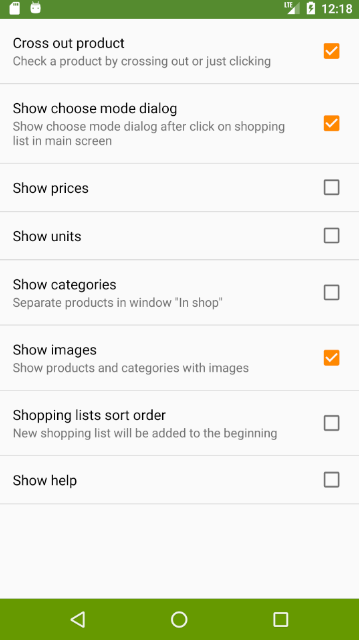 LTE 12:18
Cross out product
Check a product by crossing out or just clicking
Show choose mode dialog
Show choose mode dialog after click on shopping
list in main screen
Show prices
Show units
Show categories
Separate products in window "In shop"
Show images
Show products and categories with images
Shopping lists sort order
New shopping list will be added to the beginning
Show help